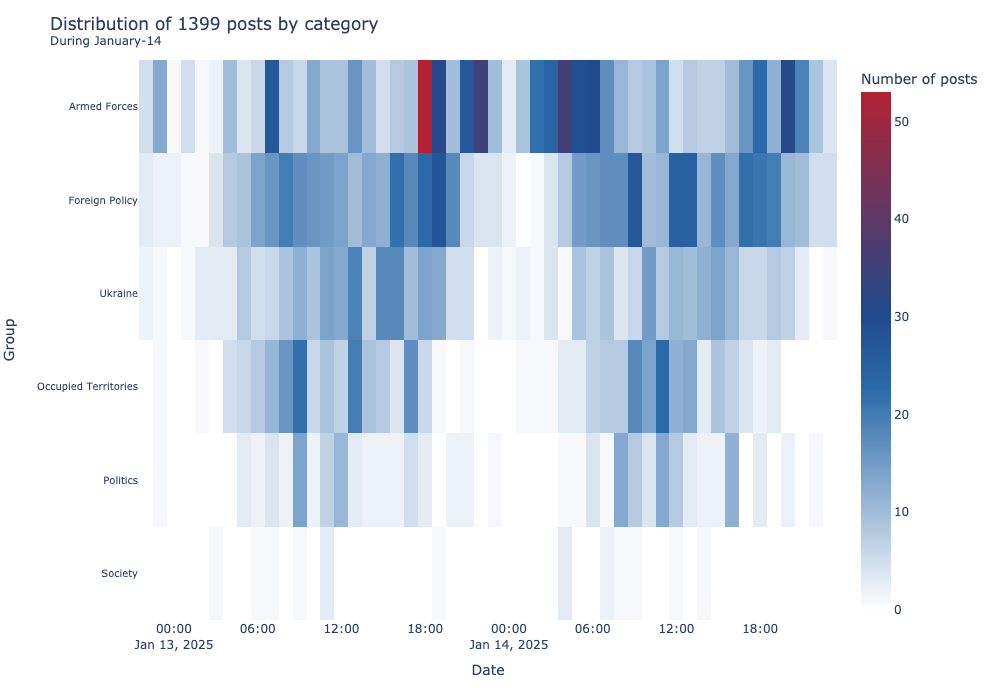 Distribution of 1399 posts by category
During January-14
Number of posts
50
40
30
20
10
0
Group
Armed Forces
Foreign Policy
Ukraine
Occupied Territories
Politics
Society
00:00 06:00 12:00 18:00 00:00 06:00 12:00 18:00
Jan 13, 2025 Jan 14, 2025
Date